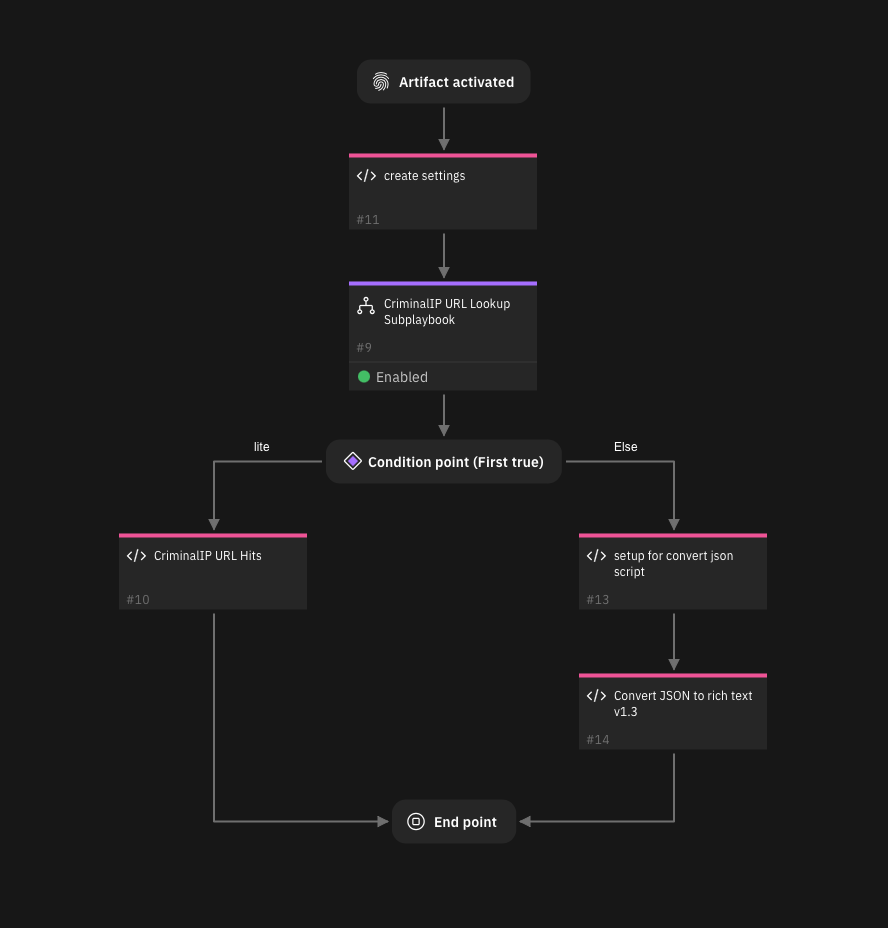 Artifact activated
create settings
#11
CriminalIP URL Lookup
Subplaybook
#9
Enabled
lite
Condition point (First true)
Else
CriminalIP URL Hits
#10
setup for convert json
script
#13
Convert JSON to rich text
v1.3
#14
End point